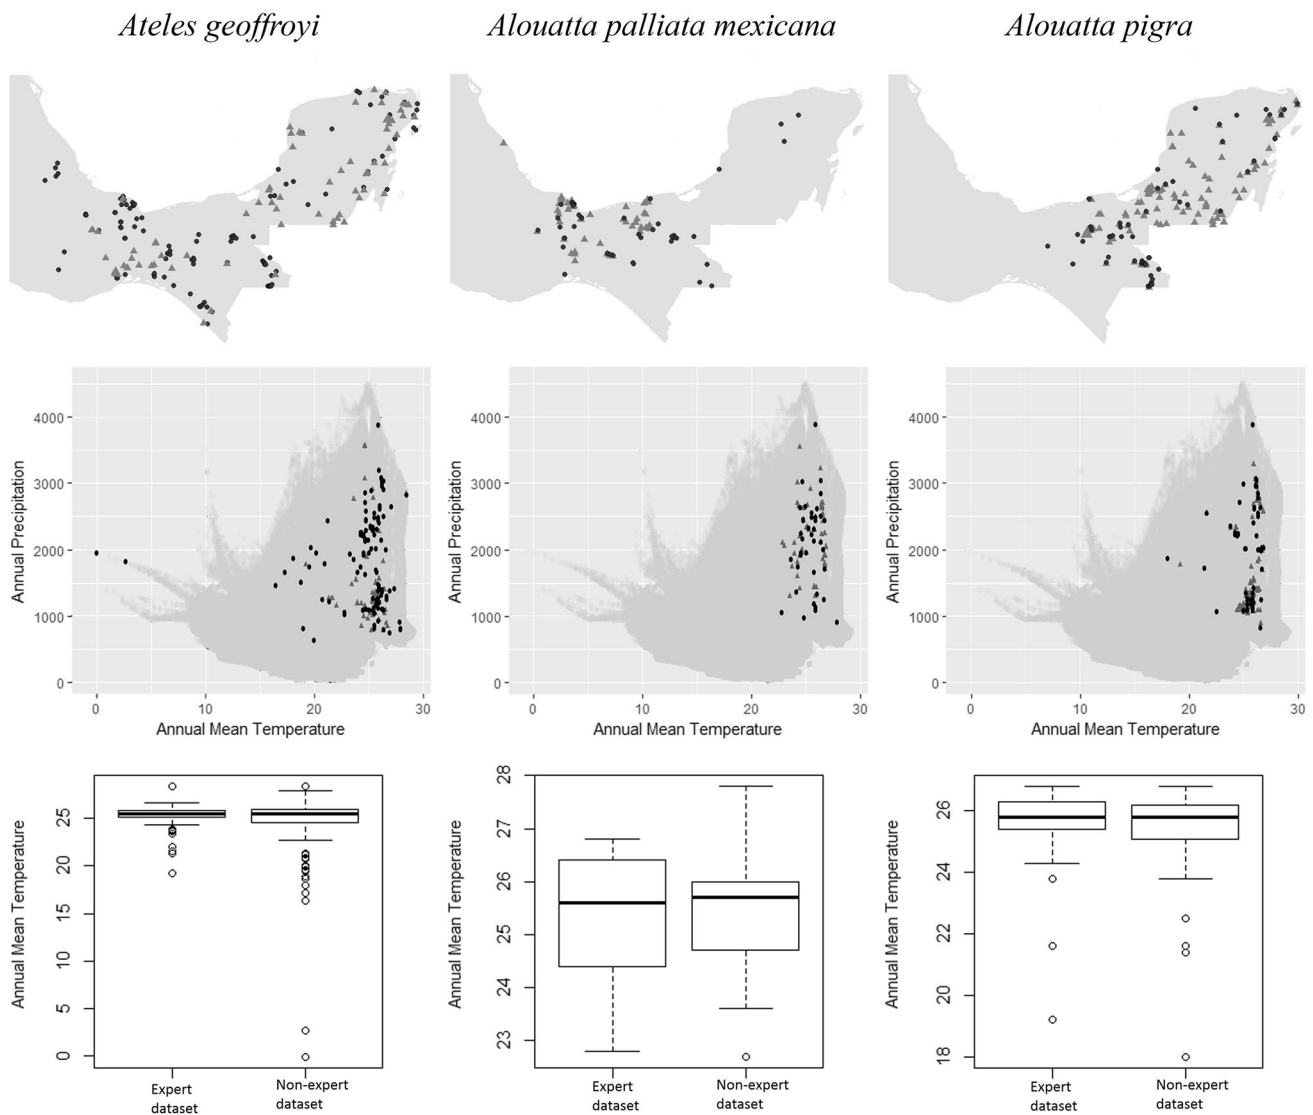 Ateles geoffroyi
Alouatta palliata mexicana
Alouatta pigra
Annual Precipitation
4000
3000
2000
1000
0
0 10 20 30
Annual Mean Temperature
Annual Precipitation
4000
3000
2000
1000
0
0 10 20 30
Annual Mean Temperature
Annual Precipitation
4000
3000
2000
1000
0
0 10 20 30
Annual Mean Temperature
Annual Mean Temperature
25
20
15
10
5
0
Expert
dataset
Non-expert
dataset
Annual Mean Temperature
28
27
26
25
24
23
Expert
dataset
Non-expert
dataset
Annual Mean Temperature
26
24
22
20
18
Expert
dataset
Non-expert
dataset